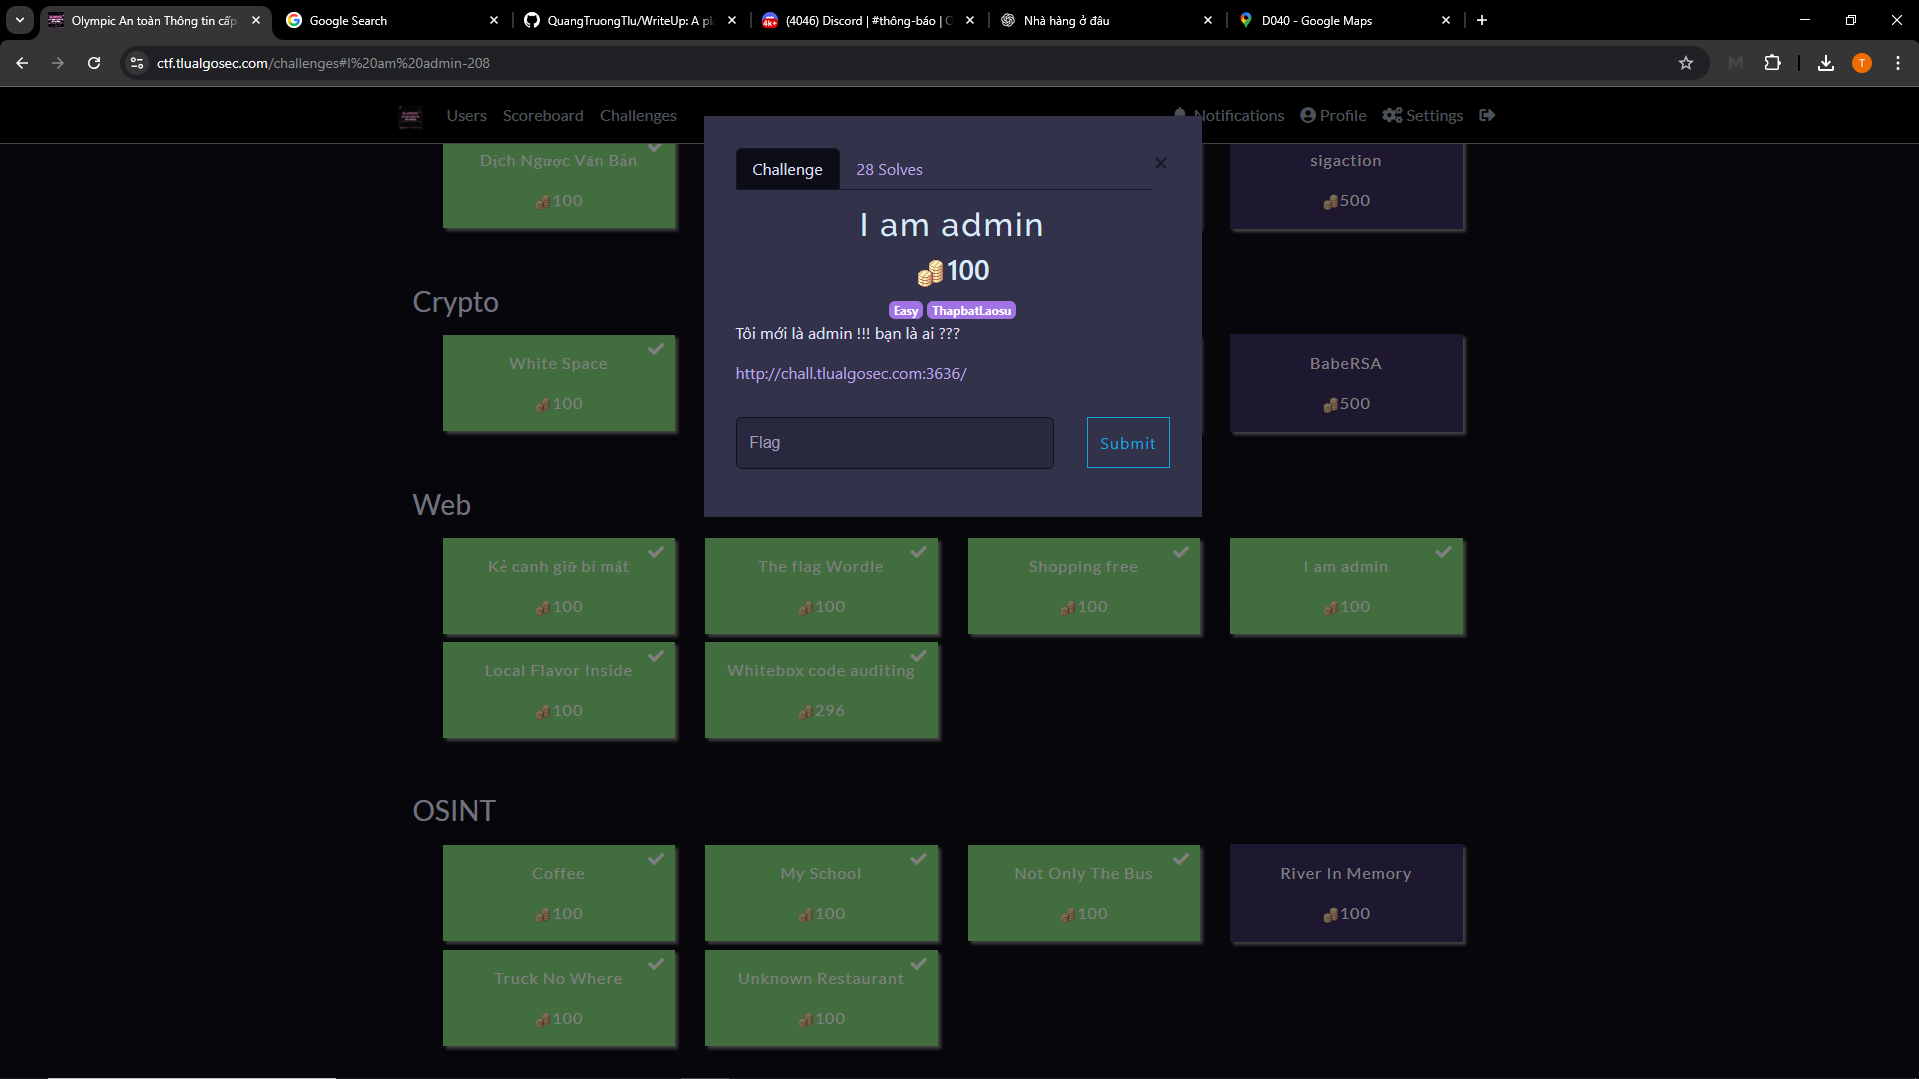 Olympic An toàn Thông tin cấp
Google Search
QuangTruongTlu/WriteUp: A pl
(4046) Discord | #thông-báo | C
Nhà hàng ở đâu
D040 - Google Maps
ctf.tlualgosec.com/challenges#I%20am%20admin-208
M
T
Users
Scoreboard
Challenges
Notifications
Profile
Settings
Challenge
28 Solves
I am admin
100
Easy
ThapbatLaosu
Tôi mới là admin !!! bạn là ai ???
http://chall.tlualgosec.com:3636/
Flag
Submit
Dịch Ngược Văn Bản
100
sigaction
500
Crypto
White Space
100
BabeRSA
500
Web
Kẻ canh giữ bí mật
100
The flag Wordle
100
Shopping free
100
I am admin
100
Local Flavor Inside
100
Whitebox code auditing
296
OSINT
Coffee
100
My School
100
Not Only The Bus
100
River In Memory
100
Truck No Where
100
Unknown Restaurant
100